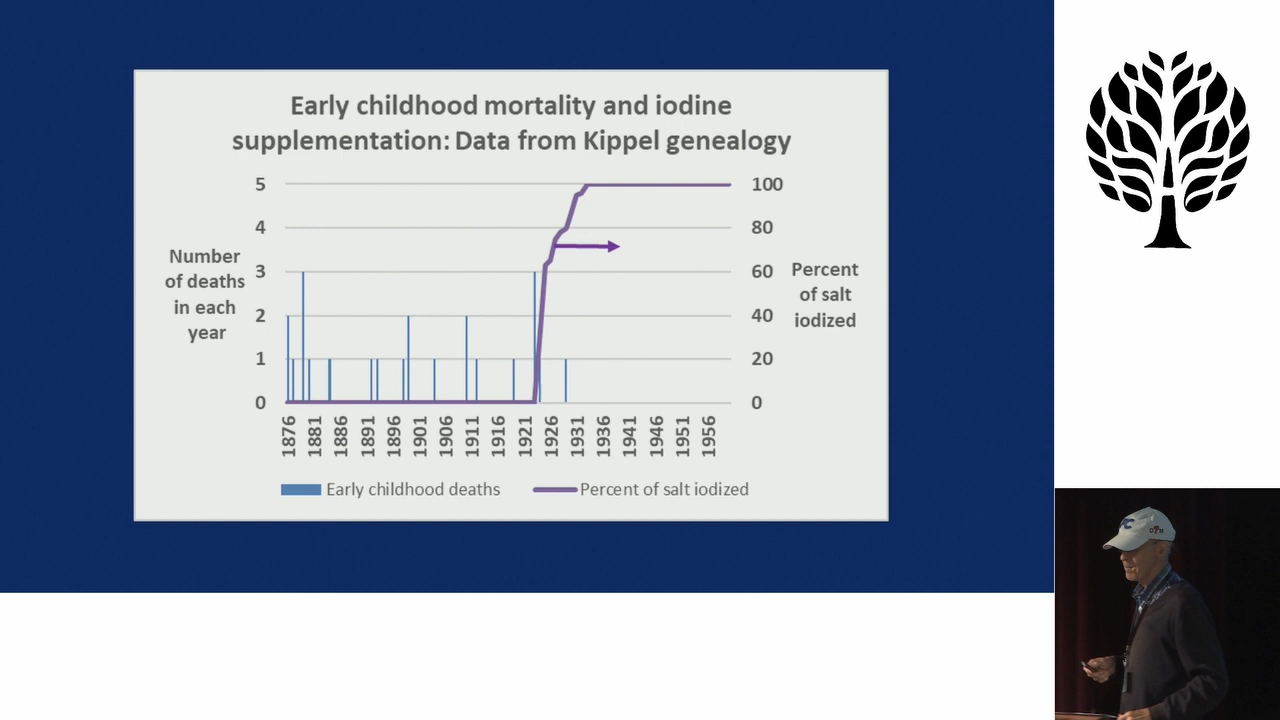 Early childhood mortality and iodine
supplementation: Data from Kippel genealogy
Number
of deaths
in each
year
5
4
3
2
1
0
100
80
60
40
20
0
Percent
of salt
iodized
1876
1881
1886
1891
1896
1901
1906
1911
1916
1921
1926
1931
1936
1941
1946
1951
1956
Early childhood deaths
Percent of salt iodized